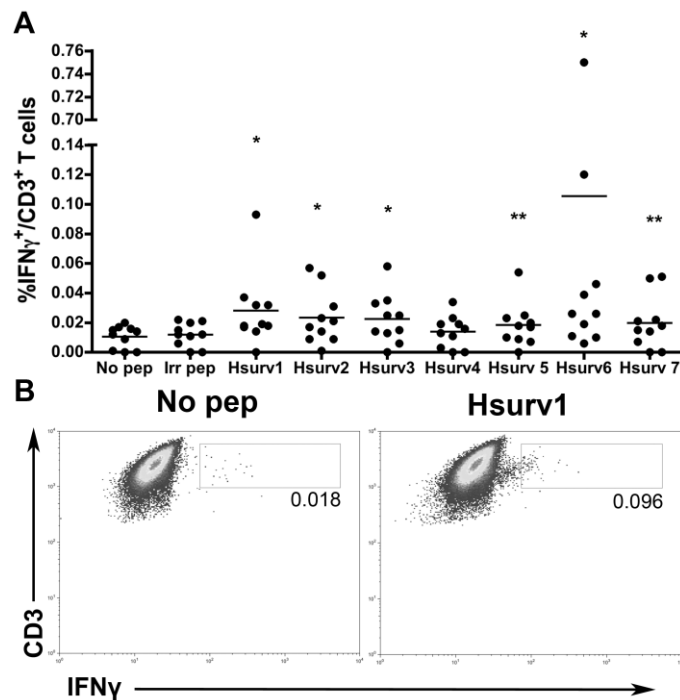 A
%IFNγ+/CD3+ T cells
0.76
0.74
0.72
0.70
0.14
0.12
0.10
0.08
0.06
0.04
0.02
0.00
* * * ** * **
No pep Irr pep Hsurv1 Hsurv2 Hsurv3 Hsurv4 Hsurv 5 Hsurv6 Hsurv 7
B
No pep Hsurv1
0.018 0.096
CD3
IFNγ